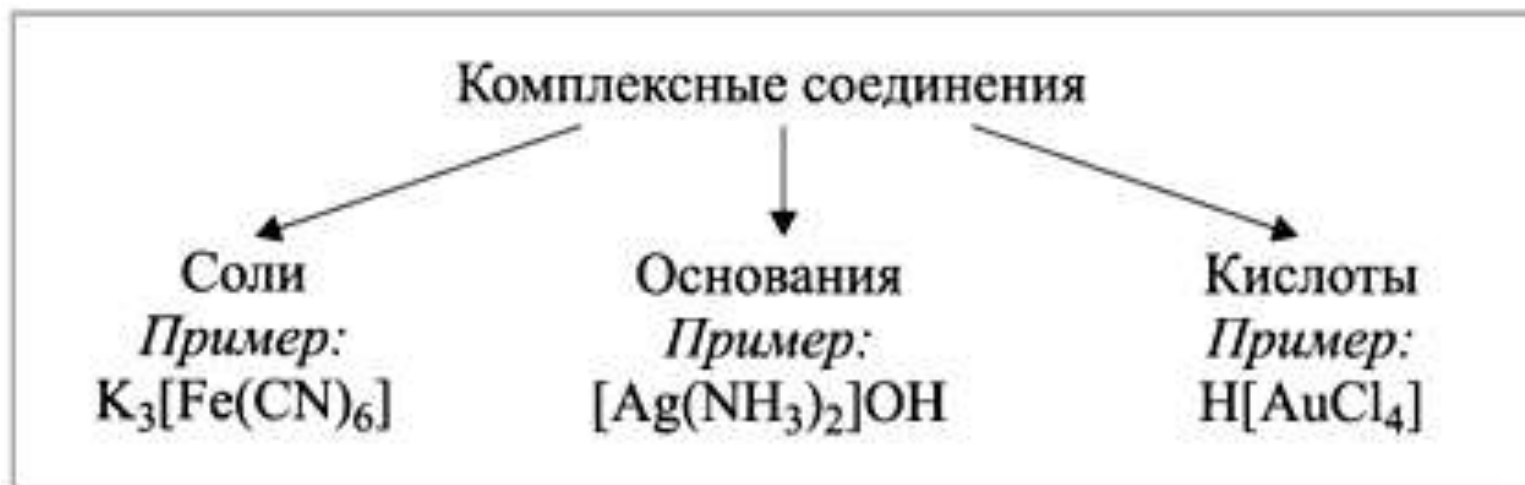 Комплексные соединения
Соли
Пример:
K₃[Fe(CN)₆]
Основания
Пример:
[Ag(NH₃)₂]OH
Кислоты
Пример:
H[AuCl₄]